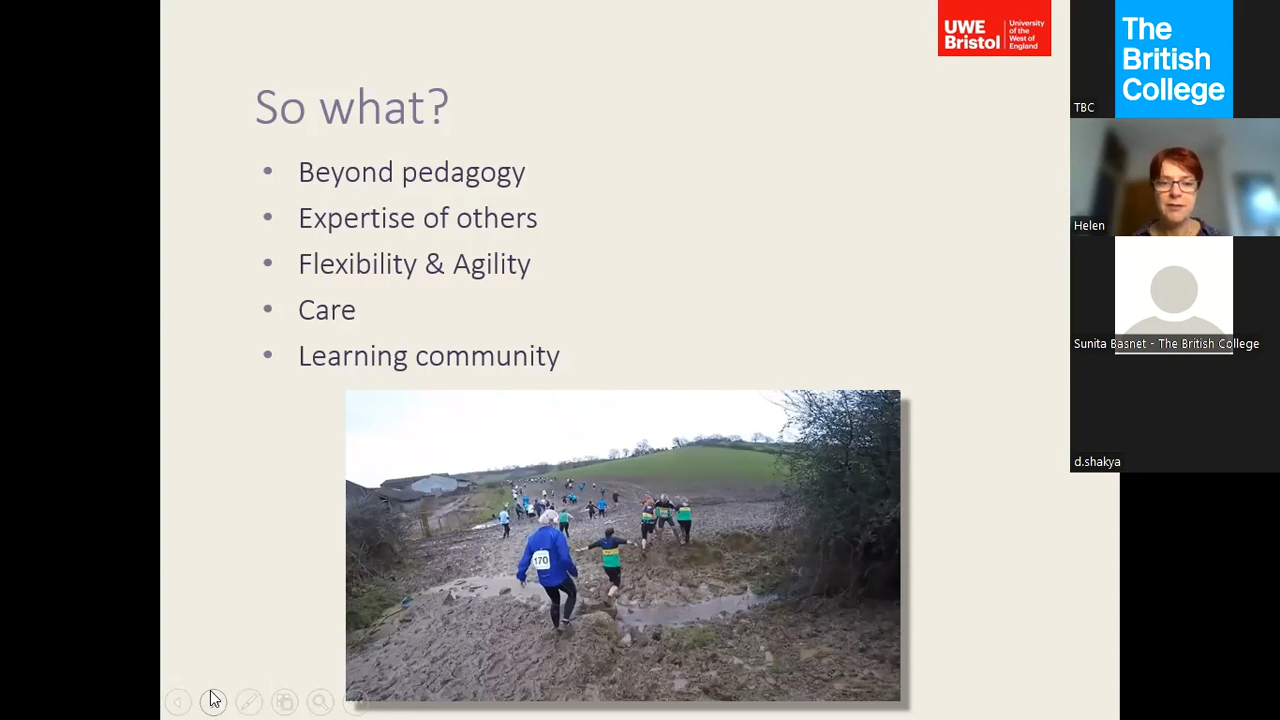 UWE
Bristol
University
of the
West of
England
So what?
• Beyond pedagogy
• Expertise of others
• Flexibility & Agility
• Care
• Learning community
170
The
British
College
TBC
Helen
Sunita Basnet - The British College
d.shakya